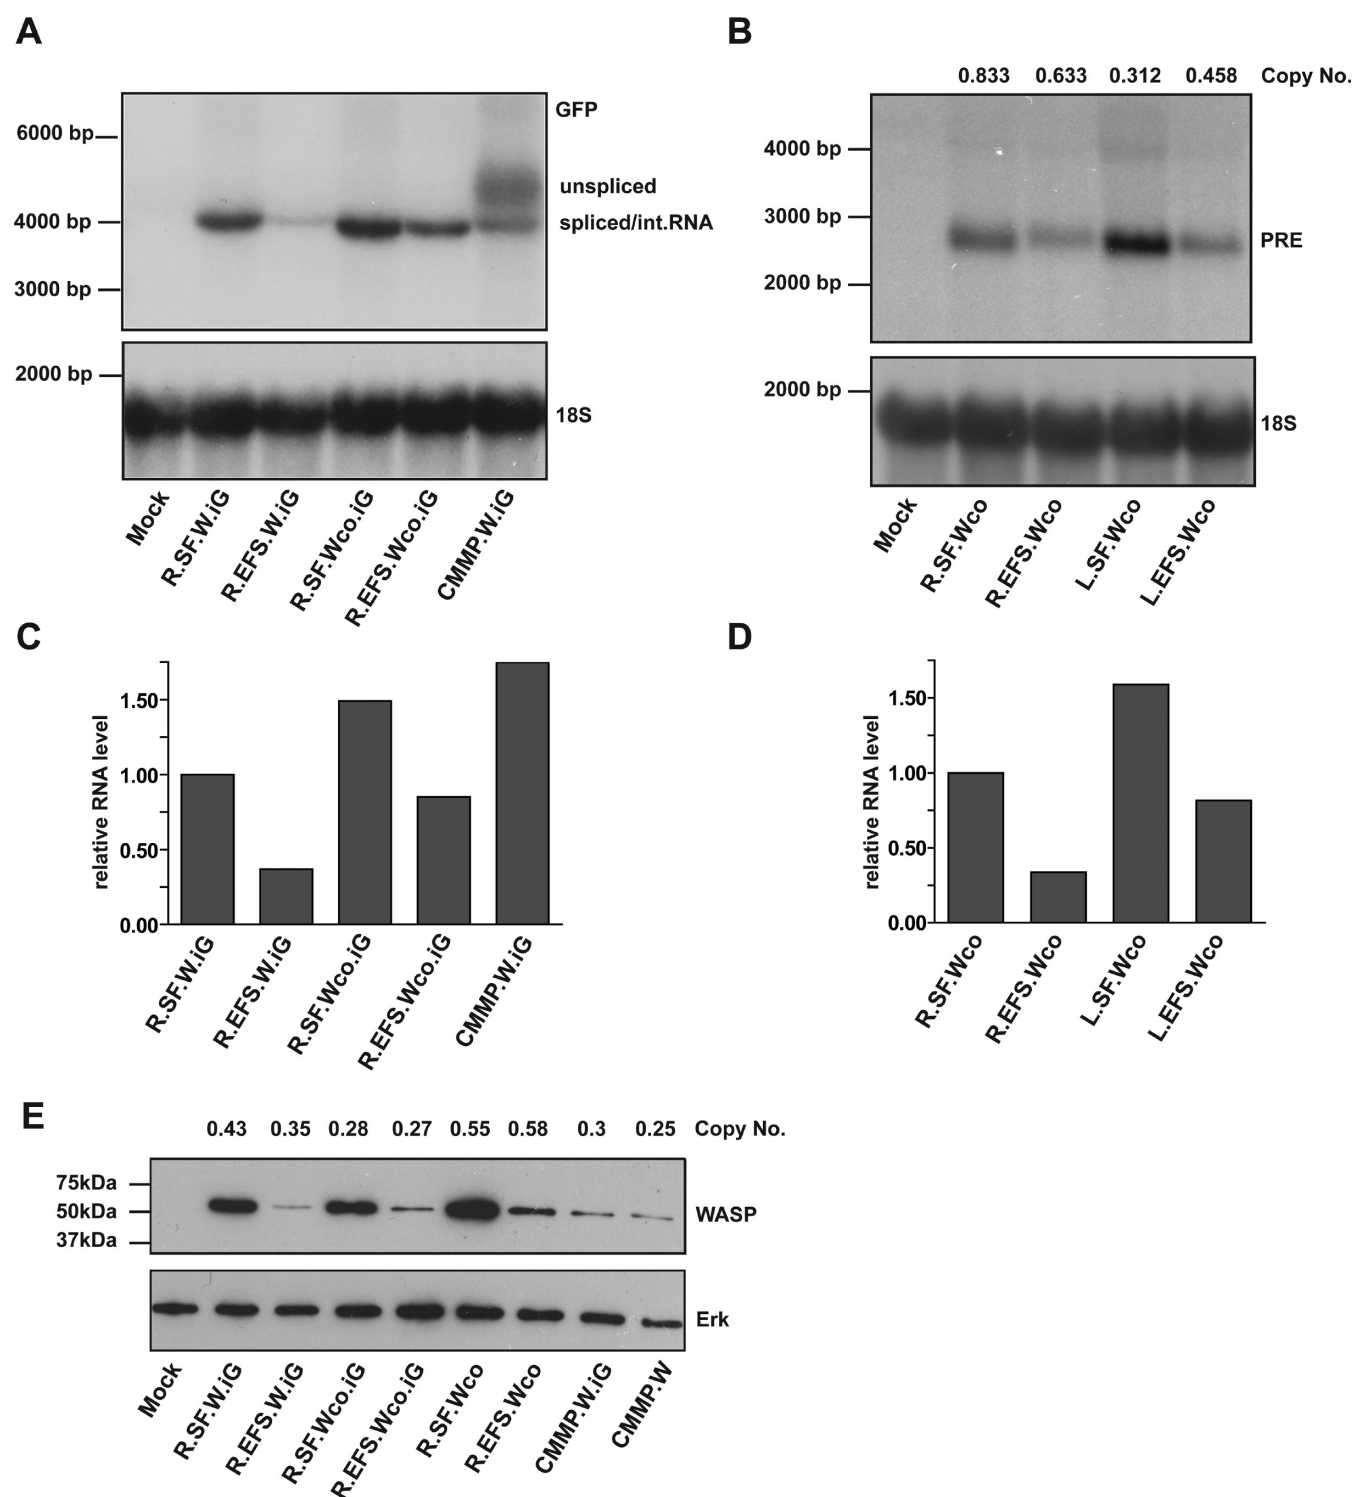 A
GFP
6000 bp
unspliced
4000 bp
spliced/int.RNA
3000 bp
2000 bp
18S
Mock
R.SF.W.iG
R.EFS.W.iG
R.SF.Wco.iG
R.EFS.Wco.iG
CMMP.W.iG
B
0.833 0.633 0.312 0.458 Copy No.
4000 bp
3000 bp
PRE
2000 bp
2000 bp
18S
Mock
R.SF.Wco
R.EFS.Wco
L.SF.Wco
L.EFS.Wco
C
relative RNA level
1.50
1.00
0.50
0.00
R.SF.W.iG
R.EFS.W.iG
R.SF.Wco.iG
R.EFS.Wco.iG
CMMP.W.iG
D
relative RNA level
1.50
1.00
0.50
0.00
R.SF.Wco
R.EFS.Wco
L.SF.Wco
L.EFS.Wco
E
0.43 0.35 0.28 0.27 0.55 0.58 0.3 0.25 Copy No.
75kDa
50kDa
WASP
37kDa
Erk
Mock
R.SF.W.iG
R.EFS.W.iG
R.SF.Wco.iG
R.EFS.Wco.iG
R.SF.Wco
R.EFS.Wco
CMMP.W.iG
CMMP.W